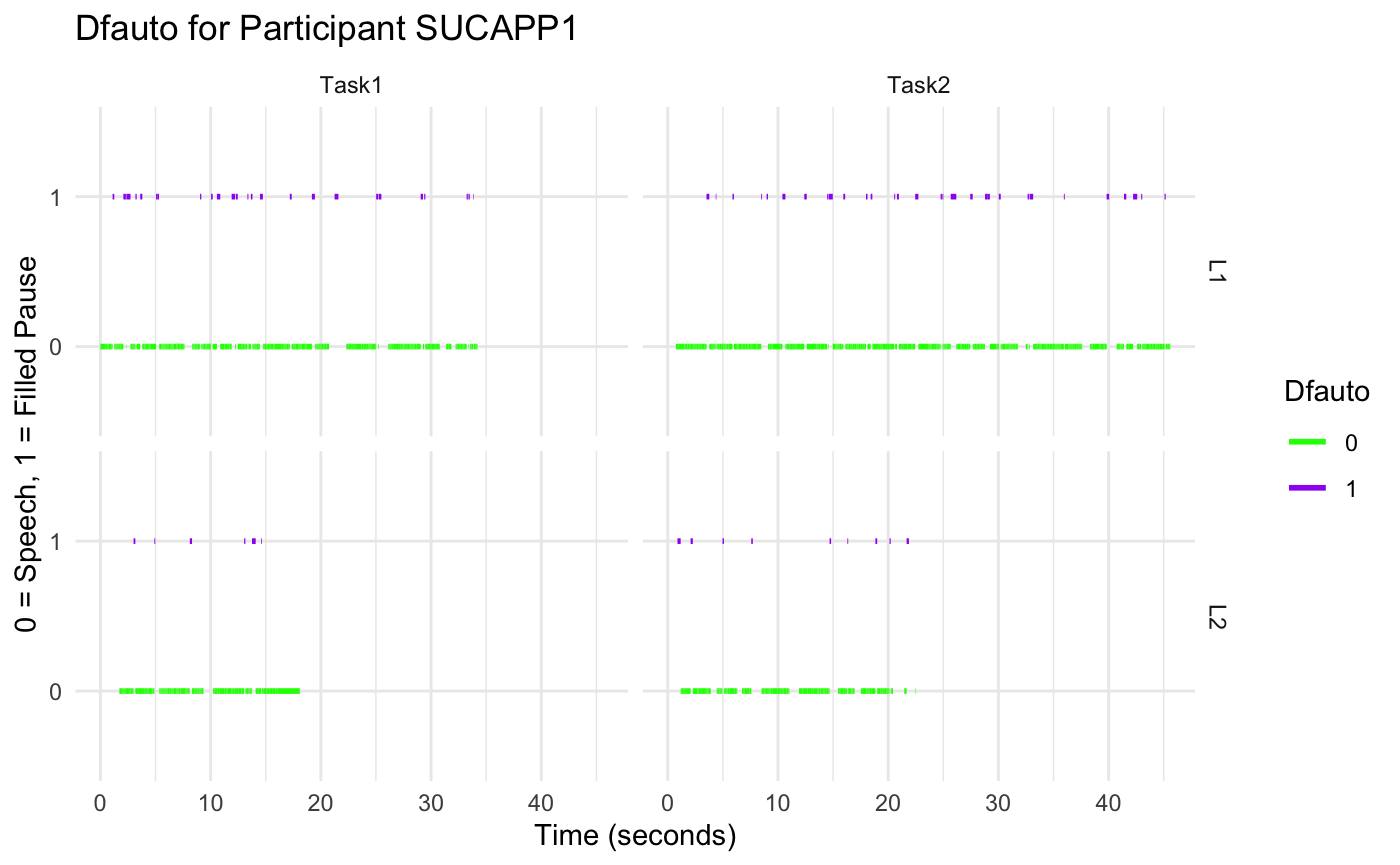 Dfauto for Participant SUCAPP1
Task1
Task2
0 = Speech, 1 = Filled Pause
1
0
L1
1
0
L2
0 10 20 30 40
0 10 20 30 40
Time (seconds)
Dfauto
0
1